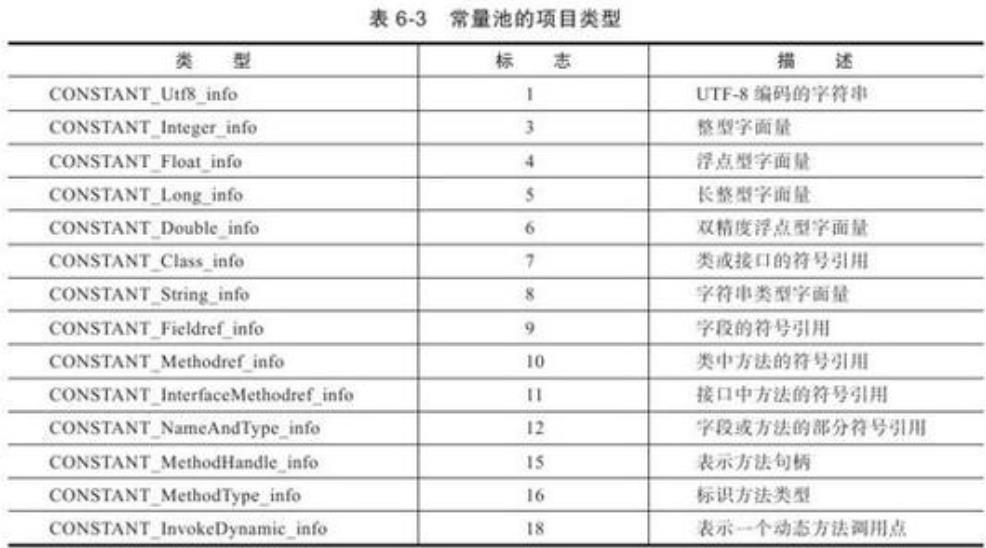 表 6-3 常量池的项目类型
类 型 标 志 描 述
CONSTANT_Utf8_info 1 UTF-8 编码的字符串
CONSTANT_Integer_info 3 整型字面量
CONSTANT_Float_info 4 浮点型字面量
CONSTANT_Long_info 5 长整型字面量
CONSTANT_Double_info 6 双精度浮点型字面量
CONSTANT_Class_info 7 类或接口的符号引用
CONSTANT_String_info 8 字符串类型字面量
CONSTANT_Fieldref_info 9 字段的符号引用
CONSTANT_Methodref_info 10 类中方法的符号引用
CONSTANT_InterfaceMethodref_info 11 接口中方法的符号引用
CONSTANT_NameAndType_info 12 字段或方法的部分符号引用
CONSTANT_MethodHandle_info 15 表示方法句柄
CONSTANT_MethodType_info 16 标识方法类型
CONSTANT_InvokeDynamic_info 18 表示一个动态方法调用点